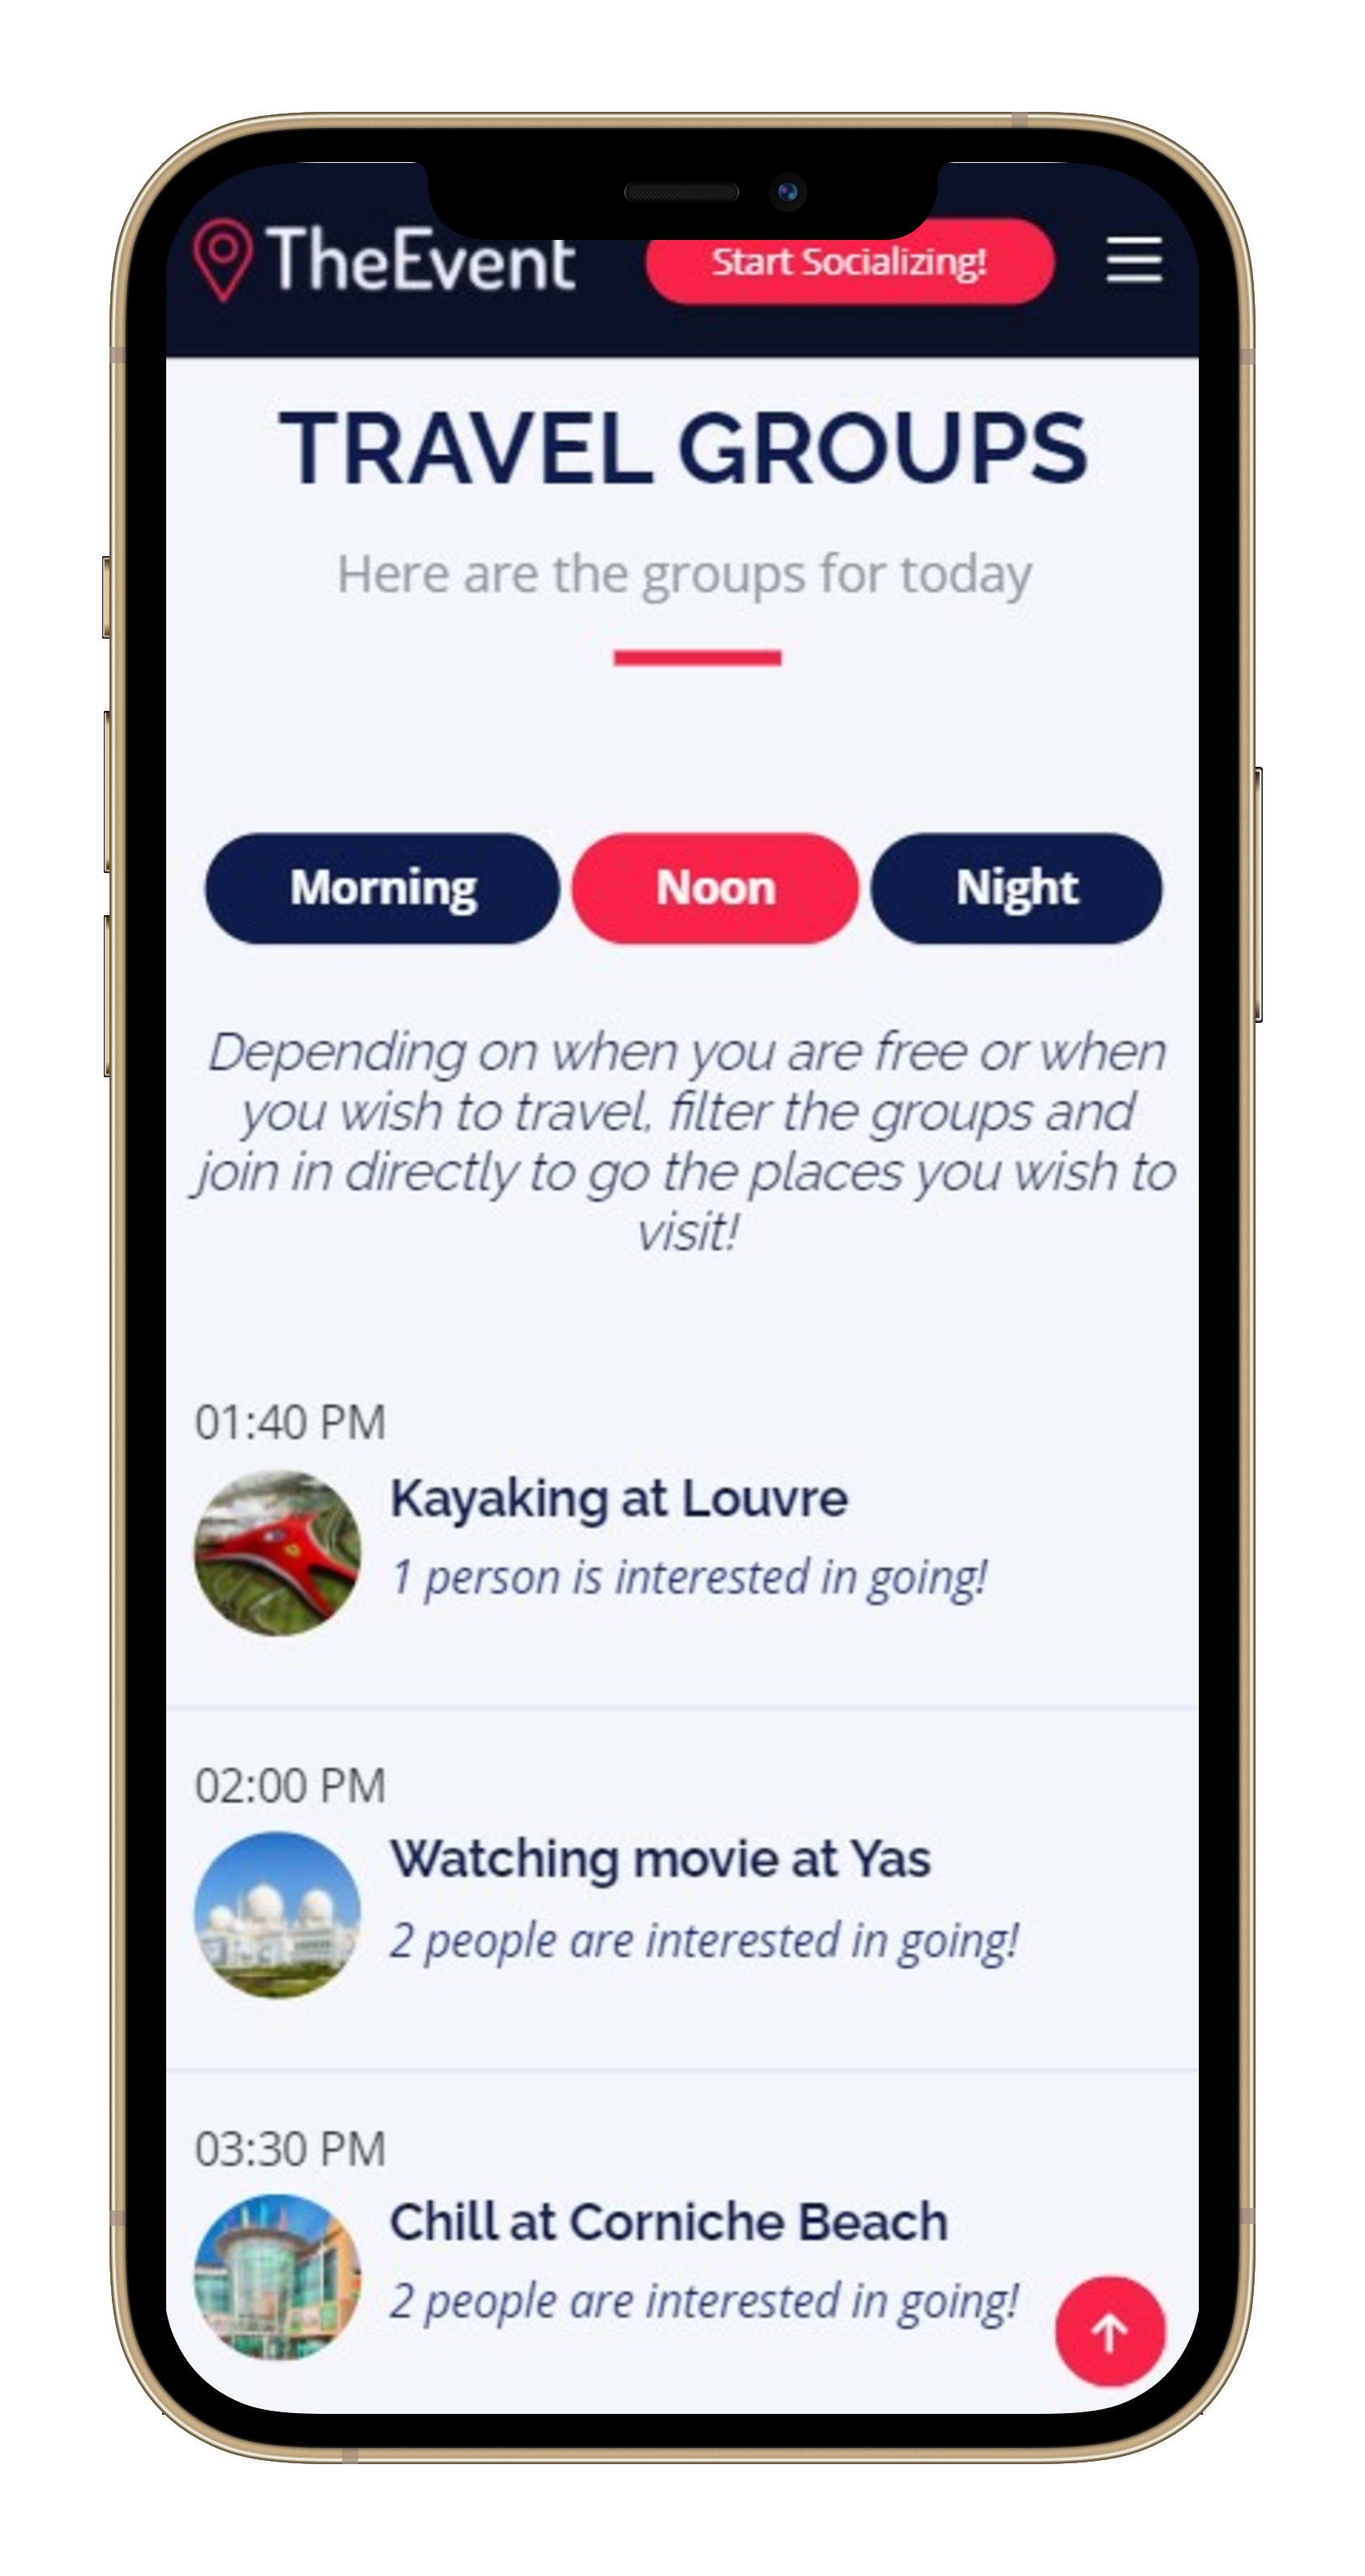 TheEvent
Start Socializing!
TRAVEL GROUPS
Here are the groups for today
Morning
Noon
Night
Depending on when you are free or when
you wish to travel, filter the groups and
join in directly to go the places you wish to
visit!
01:40 PM
Kayaking at Louvre
1 person is interested in going!
02:00 PM
Watching movie at Yas
2 people are interested in going!
03:30 PM
Chill at Corniche Beach
2 people are interested in going!